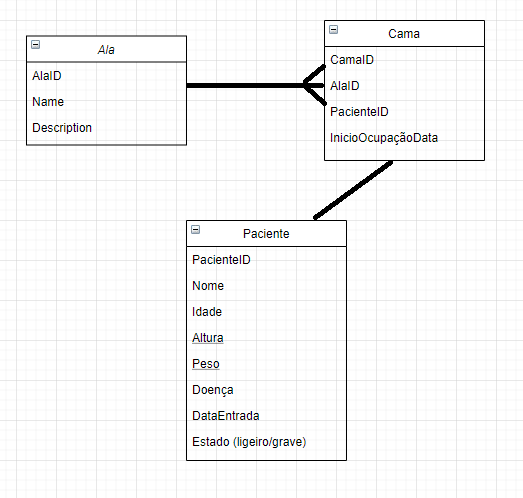 Ala
AlaID
Name
Description
Cama
CamaID
AlaID
PacienteID
InicioOcupaçãoData
Paciente
PacienteID
Nome
Idade
Altura
Peso
Doença
DataEntrada
Estado (ligeiro/grave)